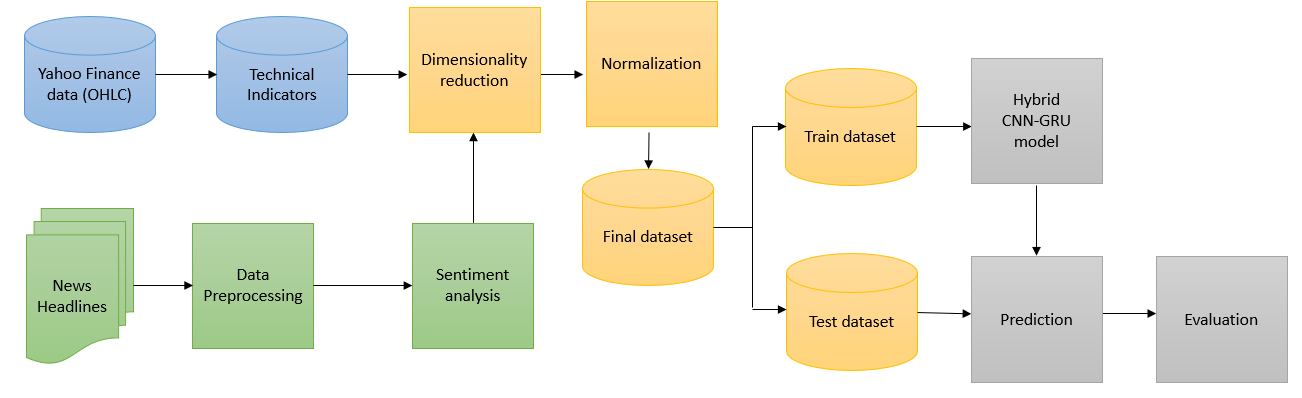 Yahoo Finance
data (OHLC)
Technical
Indicators
Dimensionality
reduction
Normalization
Train dataset
Hybrid
CNN-GRU
model
News
Headlines
Data
Preprocessing
Sentiment
analysis
Final dataset
Test dataset
Prediction
Evaluation